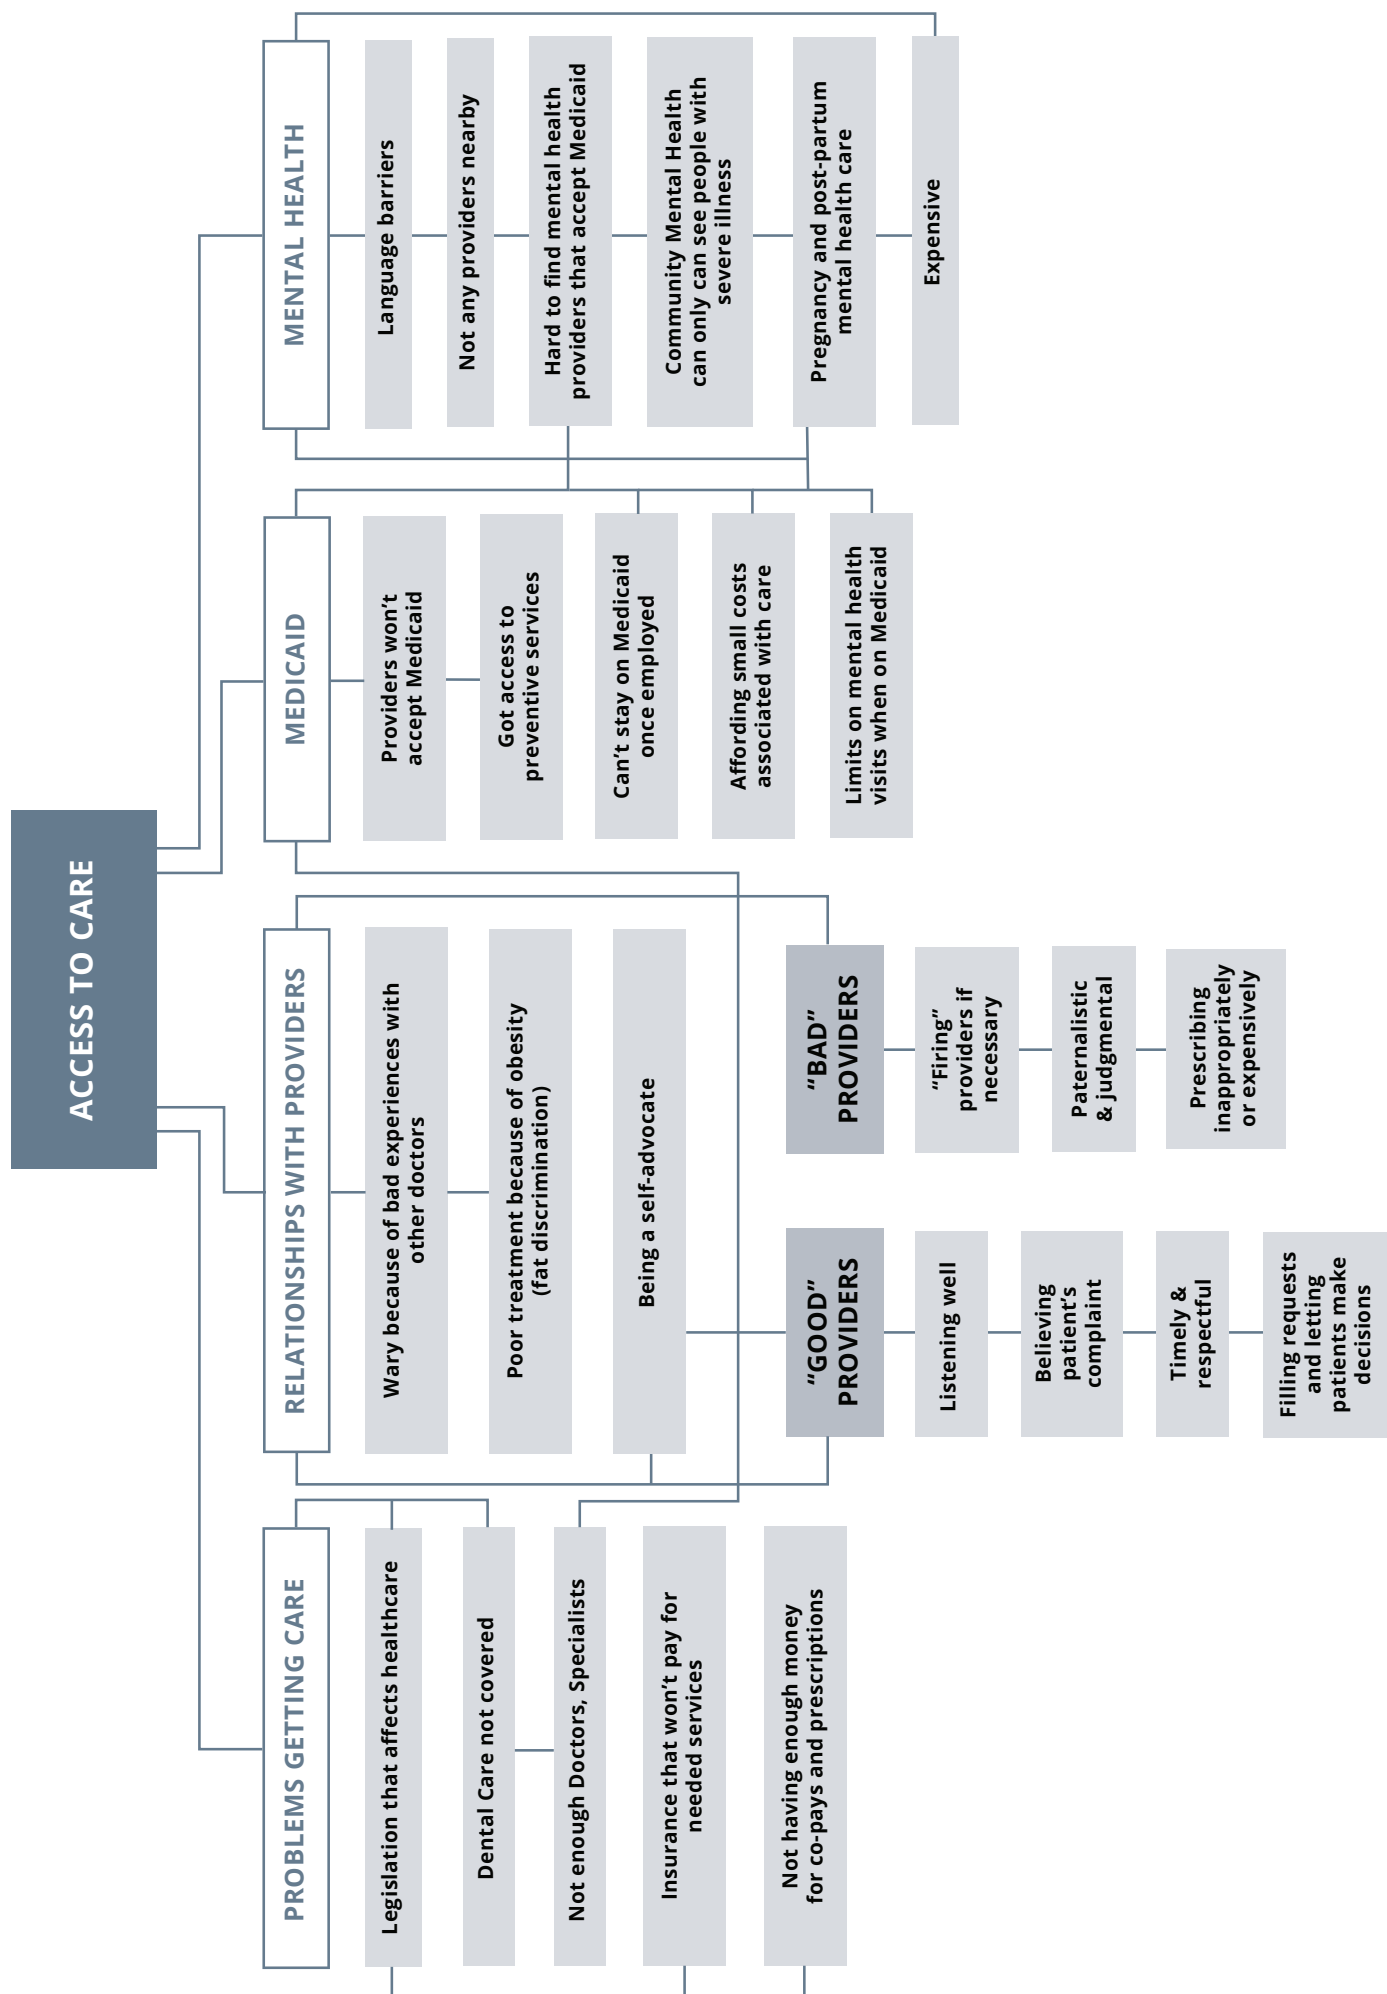 ACCESS TO CARE
PROBLEMS GETTING CARE
Legislation that affects healthcare
Dental Care not covered
Not enough Doctors, Specialists
Insurance that won’t pay for
needed services
Not having enough money
for co-pays and prescriptions
RELATIONSHIPS WITH PROVIDERS
Wary because of bad experiences with
other doctors
Poor treatment because of obesity
(fat discrimination)
Being a self-advocate
“GOOD”
PROVIDERS
Listening well
Believing
patient’s
complaint
Timely &
respectful
Filling requests
and letting
patients make
decisions
“BAD”
PROVIDERS
“Firing”
providers if
necessary
Paternalistic
& judgmental
Prescribing
inappropriately
or expensively
MEDICAID
Providers won’t
accept Medicaid
Got access to
preventive services
Can’t stay on Medicaid
once employed
Affording small costs
associated with care
Limits on mental health
visits when on Medicaid
MENTAL HEALTH
Language barriers
Not any providers nearby
Hard to find mental health
providers that accept Medicaid
Community Mental Health
can only can see people with
severe illness
Pregnancy and post-partum
mental health care
Expensive